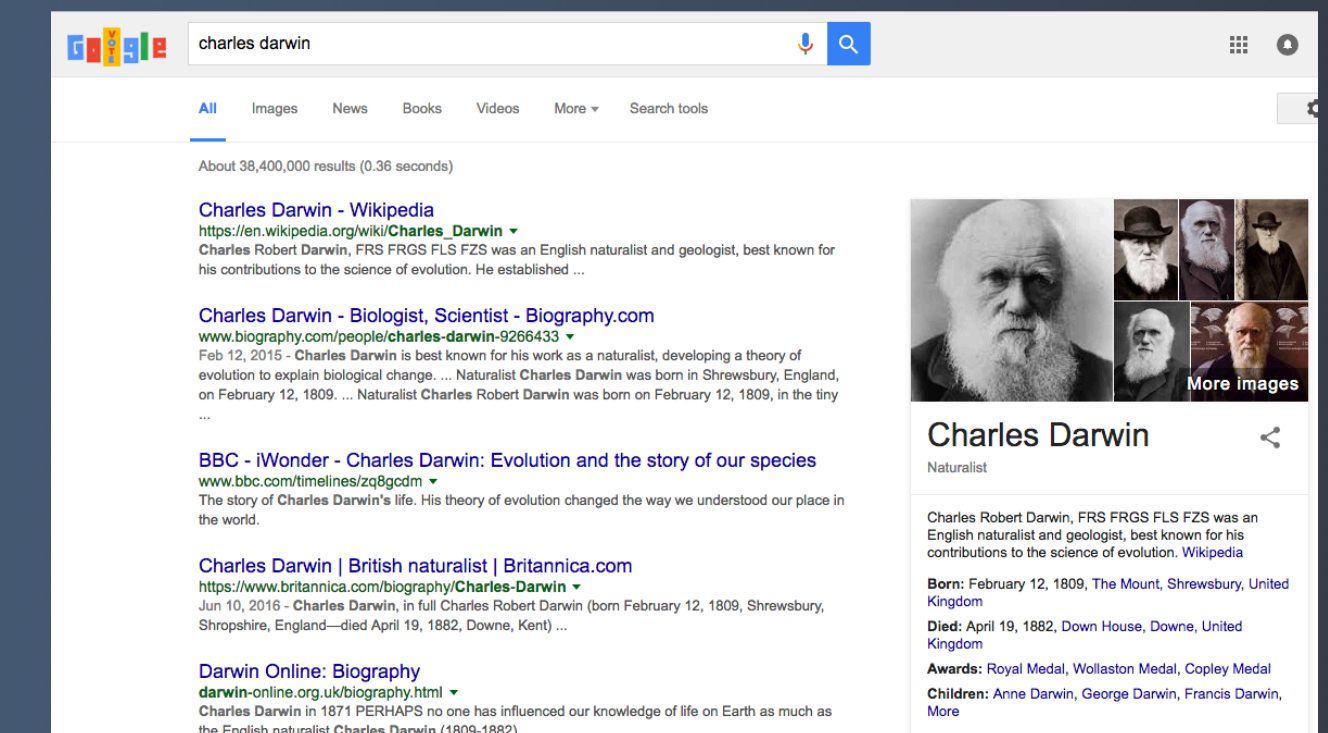 Google
VOTE
charles darwin
All Images News Books Videos More Search tools
About 38,400,000 results (0.36 seconds)
Charles Darwin - Wikipedia
https://en.wikipedia.org/wiki/Charles_Darwin
Charles Robert Darwin, FRS FRGS FLS FZS was an English naturalist and geologist, best known for
his contributions to the science of evolution. He established ...
Charles Darwin - Biologist, Scientist - Biography.com
www.biography.com/people/charles-darwin-9266433
Feb 12, 2015 - Charles Darwin is best known for his work as a naturalist, developing a theory of
evolution to explain biological change. ... Naturalist Charles Darwin was born in Shrewsbury, England,
on February 12, 1809. ... Naturalist Charles Robert Darwin was born on February 12, 1809, in the tiny
...
BBC - iWonder - Charles Darwin: Evolution and the story of our species
www.bbc.com/timelines/zq8gcdm
The story of Charles Darwin's life. His theory of evolution changed the way we understood our place in
the world.
Charles Darwin | British naturalist | Britannica.com
https://www.britannica.com/biography/Charles-Darwin
Jun 10, 2016 - Charles Darwin, in full Charles Robert Darwin (born February 12, 1809, Shrewsbury,
Shropshire, England—died April 19, 1882, Downe, Kent) ...
Darwin Online: Biography
darwin-online.org.uk/biography.html
Charles Darwin in 1871 PERHAPS no one has influenced our knowledge of life on Earth as much as
the English naturalist Charles Darwin (1809-1882)
More images
Charles Darwin
Naturalist
Charles Robert Darwin, FRS FRGS FLS FZS was an
English naturalist and geologist, best known for his
contributions to the science of evolution. Wikipedia
Born: February 12, 1809, The Mount, Shrewsbury, United
Kingdom
Died: April 19, 1882, Down House, Downe, United
Kingdom
Awards: Royal Medal, Wollaston Medal, Copley Medal
Children: Anne Darwin, George Darwin, Francis Darwin,
More